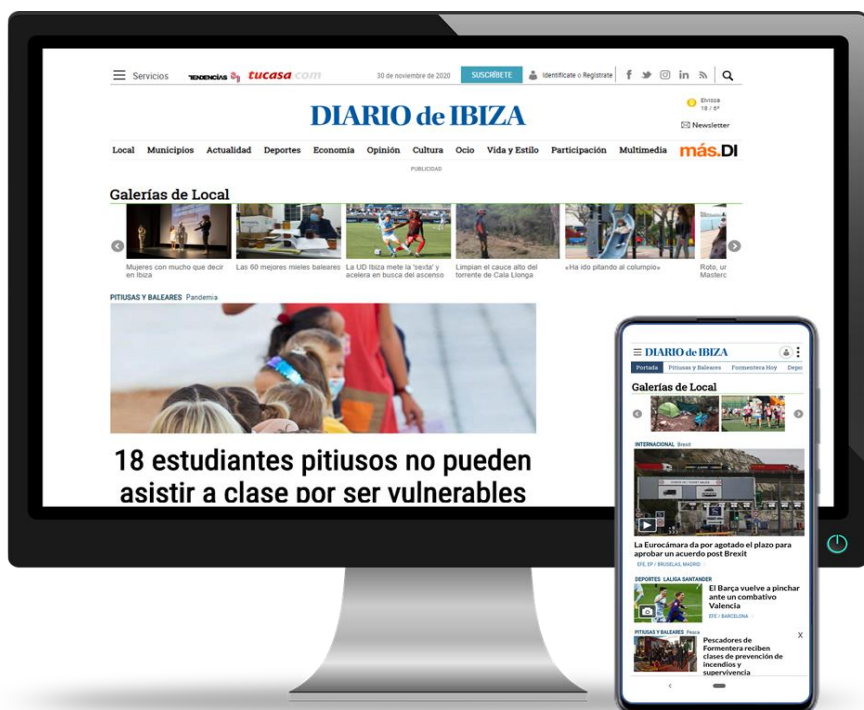 Servicios TENDENCIAS tucasa.com 30 de noviembre de 2020 SUSCRÍBETE Identifícate o Regístrate
DIARIO de IBIZA
Eivissa
18 / 6º
Newsletter
Local Municipios Actualidad Deportes Economía Opinión Cultura Ocio Vida y Estilo Participación Multimedia más.DI
PUBLICIDAD
Galerías de Local
Mujeres con mucho que decir
en Ibiza
Las 60 mejores mieles baleares
La UD Ibiza mete la 'sexta' y
acelera en busca del ascenso
Limpian el cauce alto del
torrente de Cala Llonga
«Ha ido pitando al columpio»
Roto, ur
Masterc
PITIUSAS Y BALEARES Pandemia
18 estudiantes pitiusos no pueden
asistir a clase por ser vulnerables
DIARIO de IBIZA
Portada Pitiusas y Baleares Formentera Hoy Depo
Galerías de Local
INTERNACIONAL Brexit
La Eurocámara da por agotado el plazo para
aprobar un acuerdo post Brexit
EFE, EP / BRUSELAS, MADRID
DEPORTES LALIGA SANTANDER
El Barça vuelve a pinchar
ante un combativo
Valencia
EFE / BARCELONA
PITIUSAS Y BALEARES Pesca
X
Pescadores de
Formentera reciben
clases de prevención de
incendios y
supervivencia